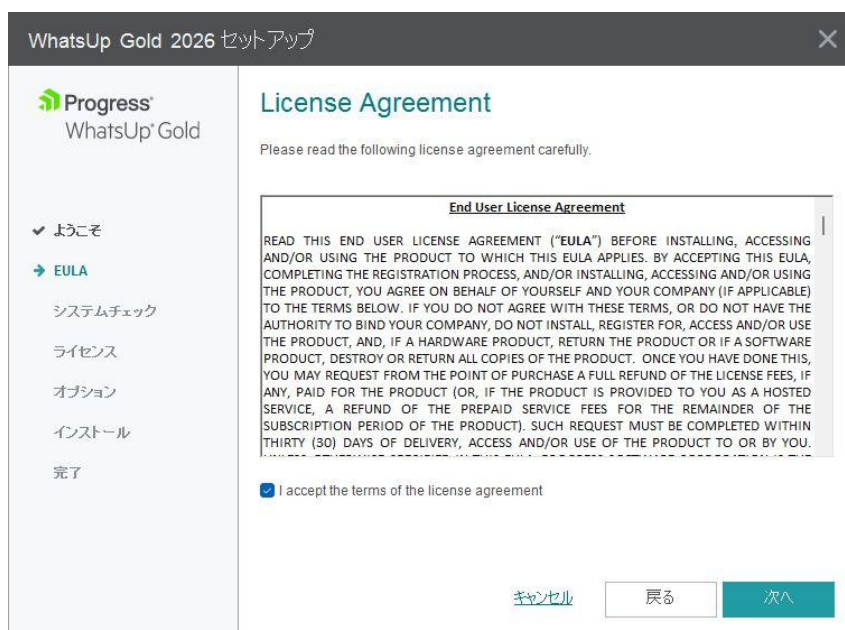 WhatsUp Gold 2026 セットアップ
Progress®
WhatsUp® Gold
✔ ようこそ
➔ EULA
システムチェック
ライセンス
オプション
インストール
完了
License Agreement
Please read the following license agreement carefully.
End User License Agreement
READ THIS END USER LICENSE AGREEMENT (“EULA”) BEFORE INSTALLING, ACCESSING
AND/OR USING THE PRODUCT TO WHICH THIS EULA APPLIES. BY ACCEPTING THIS EULA,
COMPLETING THE REGISTRATION PROCESS, AND/OR INSTALLING, ACCESSING AND/OR USING
THE PRODUCT, YOU AGREE ON BEHALF OF YOURSELF AND YOUR COMPANY (IF APPLICABLE)
TO THE TERMS BELOW. IF YOU DO NOT AGREE WITH THESE TERMS, OR DO NOT HAVE THE
AUTHORITY TO BIND YOUR COMPANY, DO NOT INSTALL, REGISTER FOR, ACCESS AND/OR USE
THE PRODUCT, AND, IF A HARDWARE PRODUCT, RETURN THE PRODUCT OR IF A SOFTWARE
PRODUCT, DESTROY OR RETURN ALL COPIES OF THE PRODUCT. ONCE YOU HAVE DONE THIS,
YOU MAY REQUEST FROM THE POINT OF PURCHASE A FULL REFUND OF THE LICENSE FEES, IF
ANY, PAID FOR THE PRODUCT (OR, IF THE PRODUCT IS PROVIDED TO YOU AS A HOSTED
SERVICE, A REFUND OF THE PREPAID SERVICE FEES FOR THE REMAINDER OF THE
SUBSCRIPTION PERIOD OF THE PRODUCT). SUCH REQUEST MUST BE COMPLETED WITHIN
THIRTY (30) DAYS OF DELIVERY, ACCESS AND/OR USE OF THE PRODUCT TO OR BY YOU.
I accept the terms of the license agreement
キャンセル
戻る
次へ